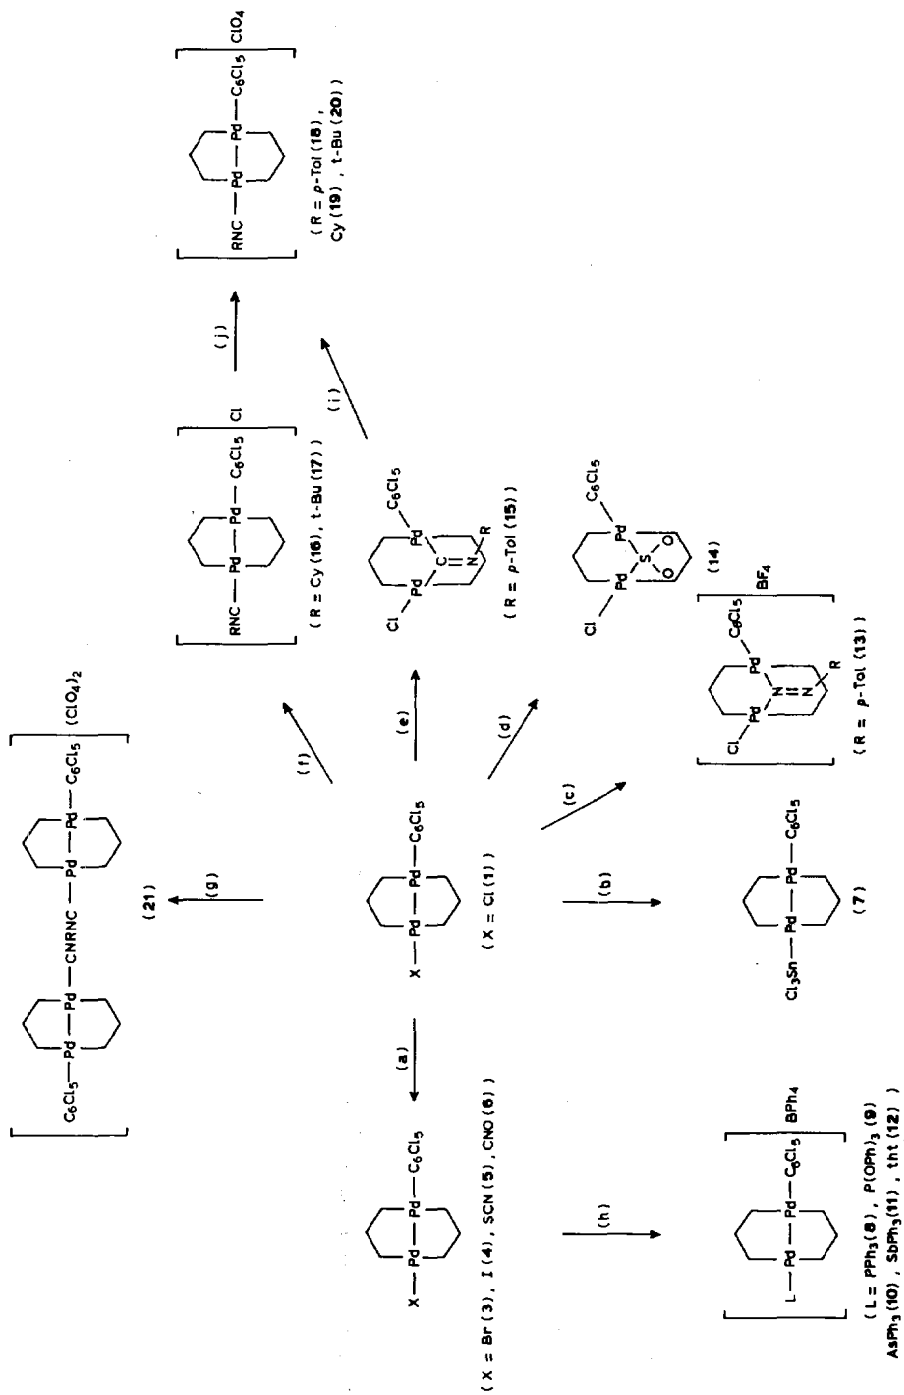 [ C₆Cl₅—Pd—Pd—CNRNC—Pd—Pd—C₆Cl₅ ] (ClO₄)₂
(21)
(g)
[ RNC—Pd—Pd—C₆Cl₅ ] Cl
(R = Cy(16), t-Bu(17))
(j)
[ RNC—Pd—Pd—C₆Cl₅ ] ClO₄
(R = p-Tol(18),
Cy(19), t-Bu(20))
(f)
(i)
X—Pd—Pd—C₆Cl₅
(X = Br(3), I(4), SCN(5), CNO(6))
(a)
X—Pd—Pd—C₆Cl₅
(X = Cl(1))
(e)
Cl Pd Pd C₆Cl₅
C
N
R
(R = p-Tol(15))
(d)
Cl Pd Pd C₆Cl₅
S
O O
(14)
(h)
(b)
(c)
[ L—Pd—Pd—C₆Cl₅ ] BPh₄
(L = PPh₃(8), P(OPh)₃(9)
AsPh₃(10), SbPh₃(11), tht(12))
Cl₃Sn—Pd—Pd—C₆Cl₅
(7)
[ Cl Pd Pd C₆Cl₅ ] BF₄
N
N
R
(R = p-Tol(13))